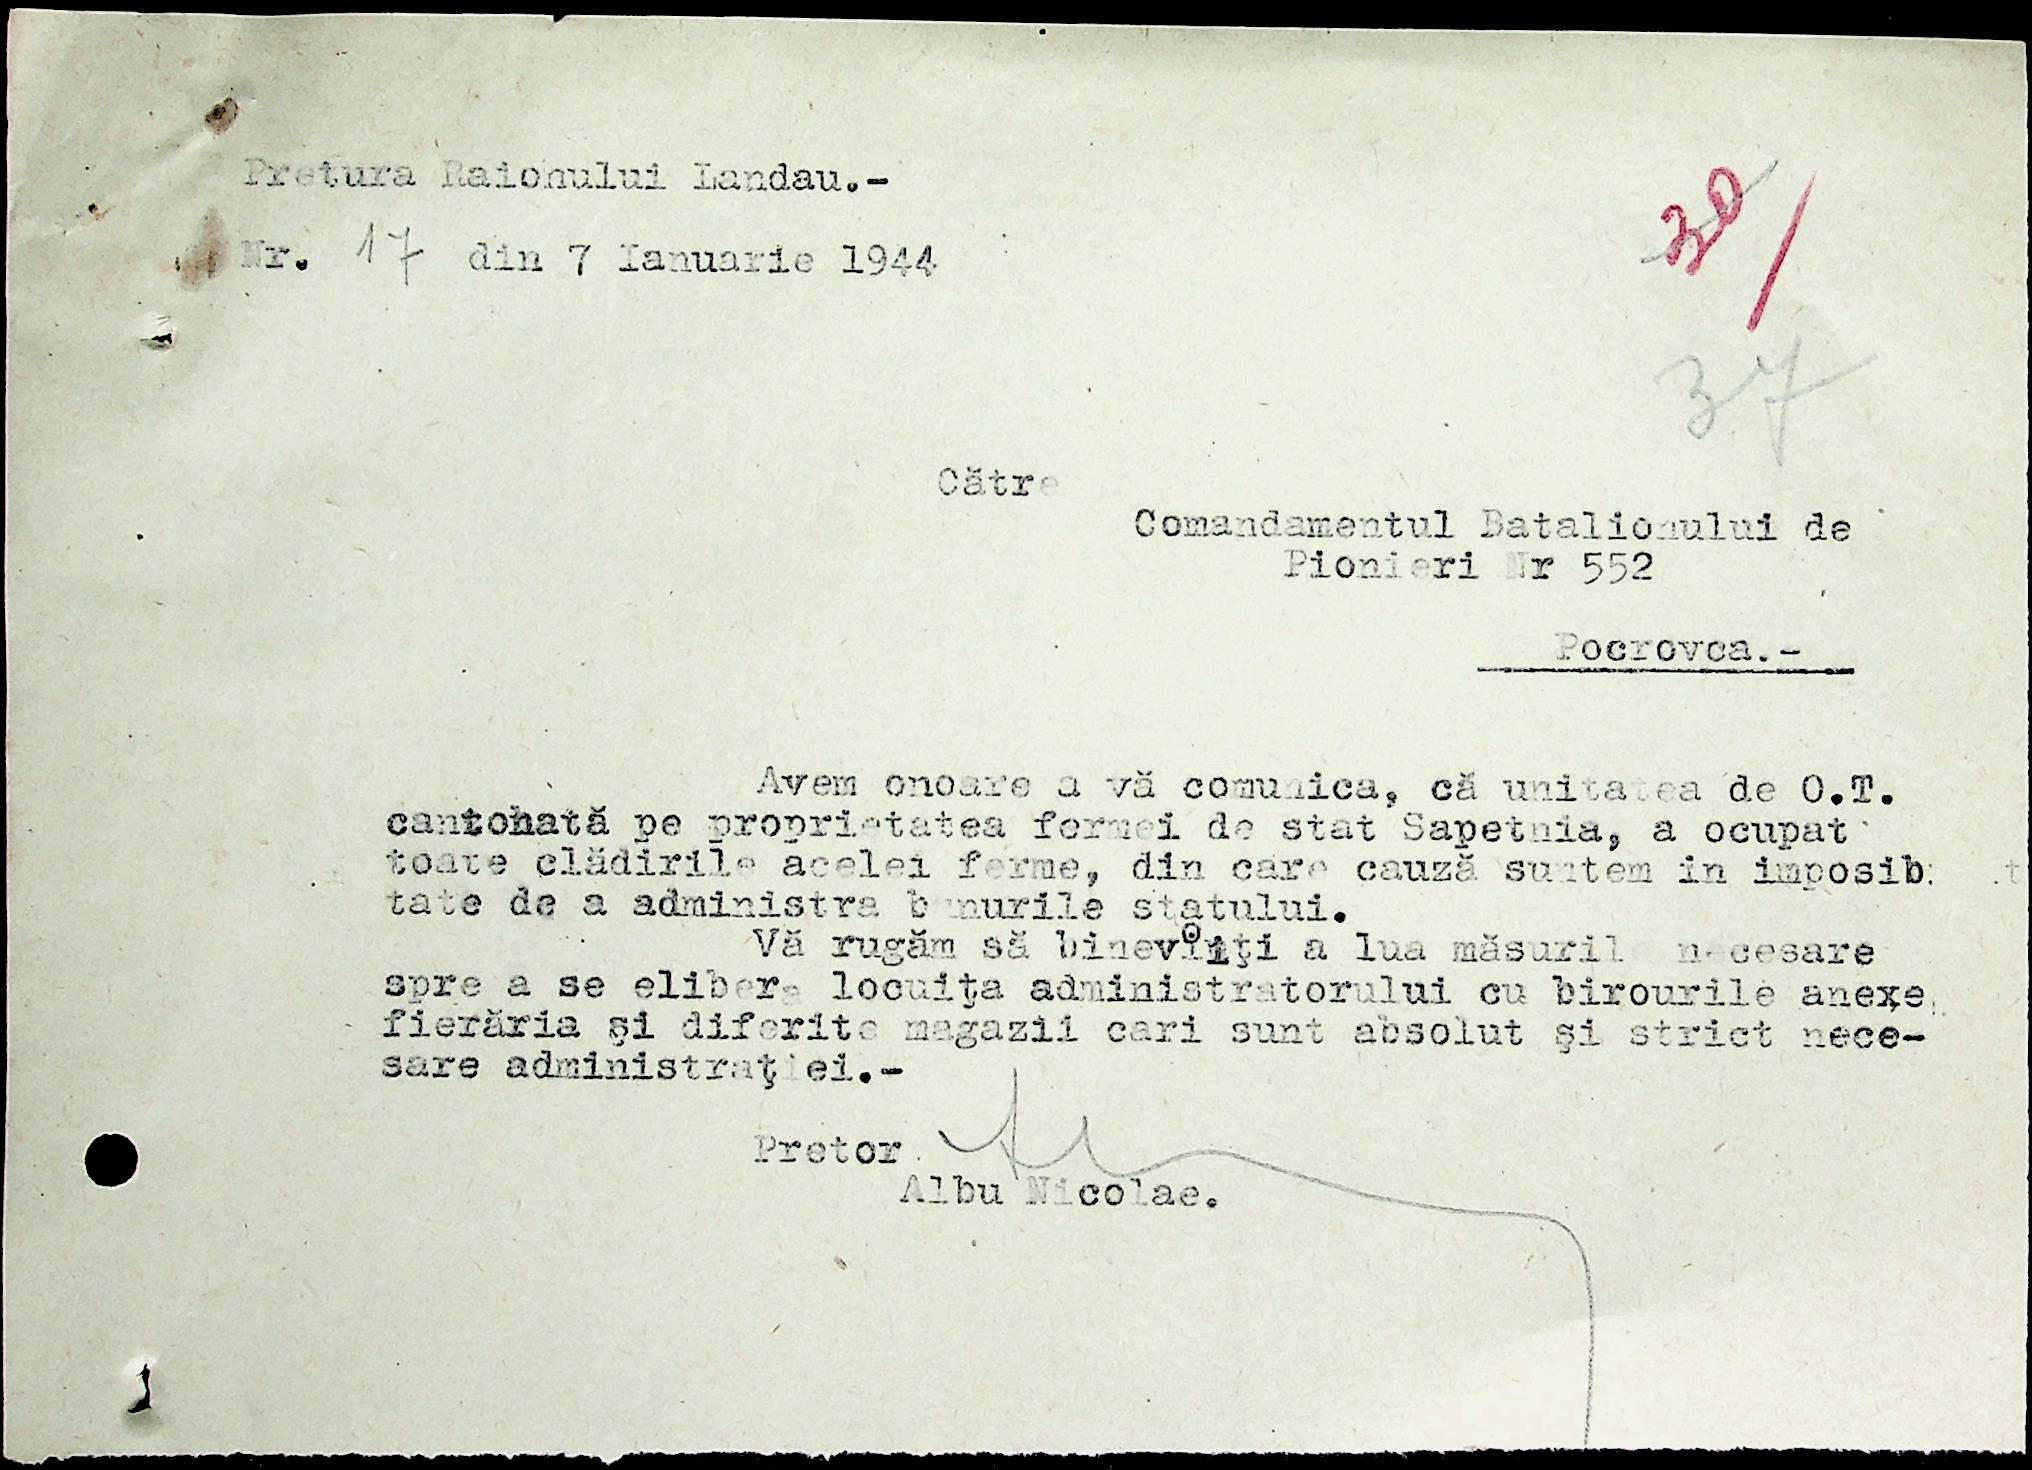 Pretura Raionului Landau.-
30/
Nr. 17 din 7 Ianuarie 1944
37
Către
Comandamentul Batalionului de
Pionieri Nr 552
Pocrovca.-
Avem onoare a vă comunica, că unitatea de O.T.
cantonată pe proprietatea fermei de stat Sapetnia, a ocupat
toate clădirile acelei ferme, din care cauză suntem in imposibi t
tate de a administra bunurile statului.
Vă rugăm să binevoiţi a lua măsuril necesare
spre a se elibera locuiţa administratorului cu birourile anexe,
fierăria şi diferite magazii cari sunt absolut şi strict nece-
sare administraţiei.-
Pretor
Albu Nicolae.